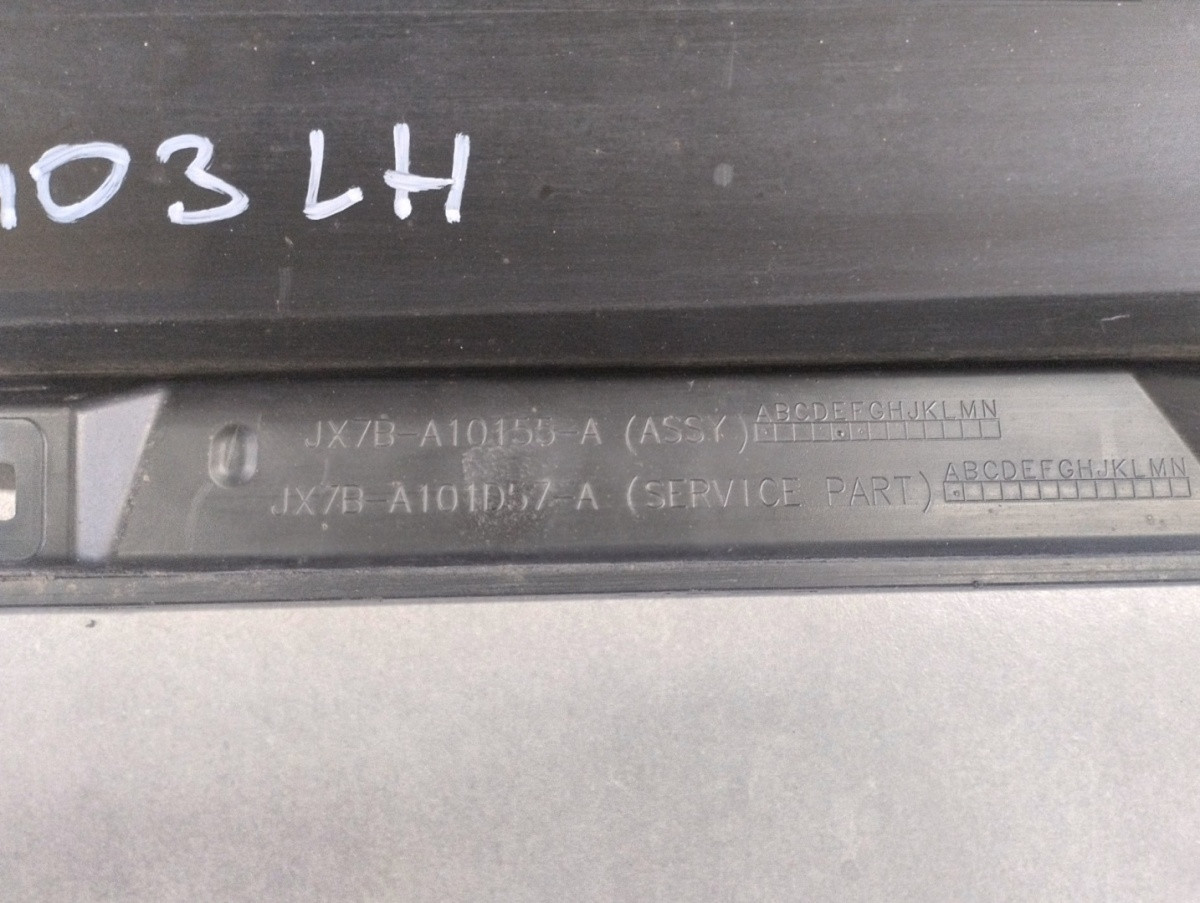 103 LH
JX7B-A10155-A (ASSY) ABCDEFGHJKLMN
JX7B-A101D57-A (SERVICE PART) ABCDEFGHJKLMN